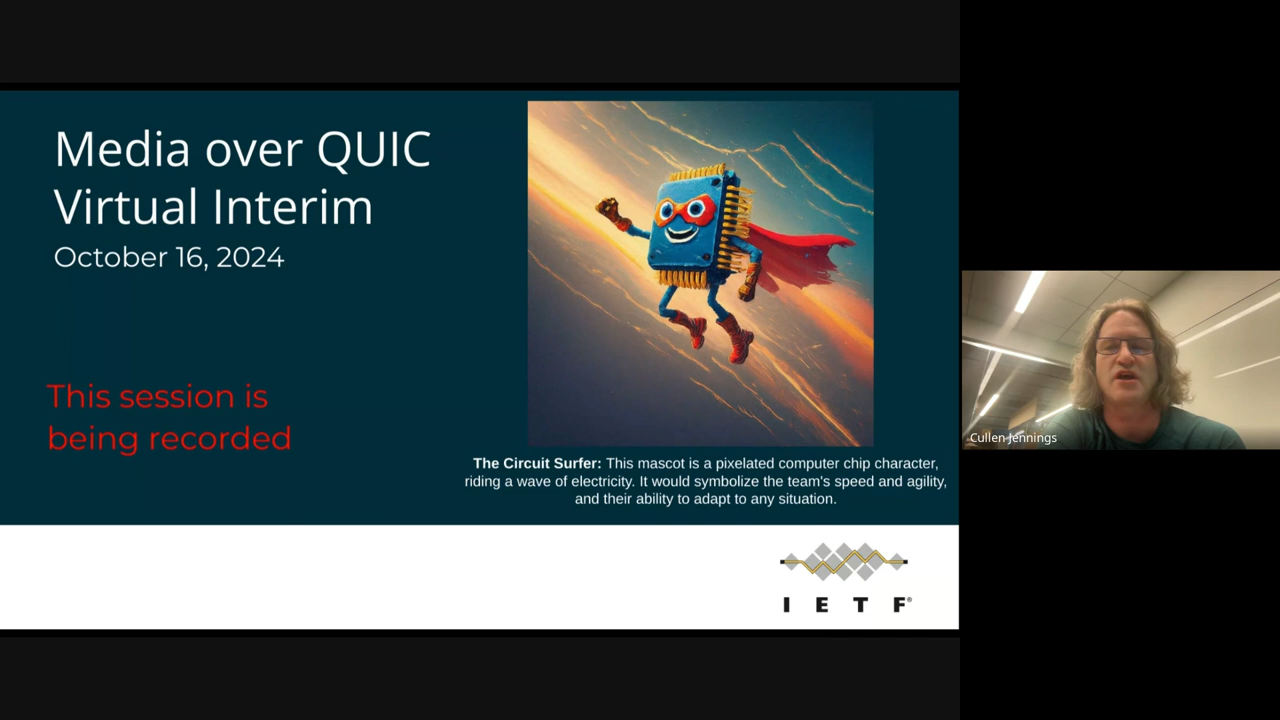 Media over QUIC
Virtual Interim
October 16, 2024
This session is
being recorded
The Circuit Surfer: This mascot is a pixelated computer chip character,
riding a wave of electricity. It would symbolize the team's speed and agility,
and their ability to adapt to any situation.
I E T F®
Cullen Jennings